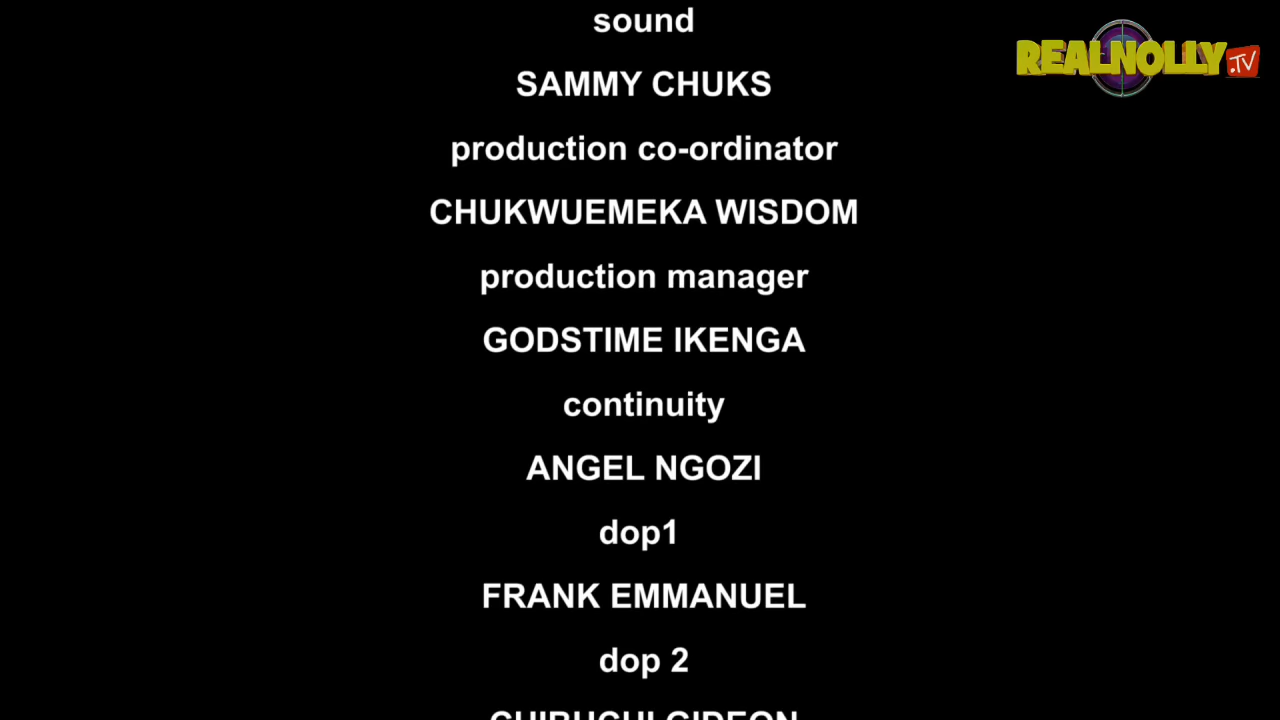 sound
REALNOLLY.TV
SAMMY CHUKS
production co-ordinator
CHUKWUEMEKA WISDOM
production manager
GODSTIME IKENGA
continuity
ANGEL NGOZI
dop1
FRANK EMMANUEL
dop 2
GIDEON